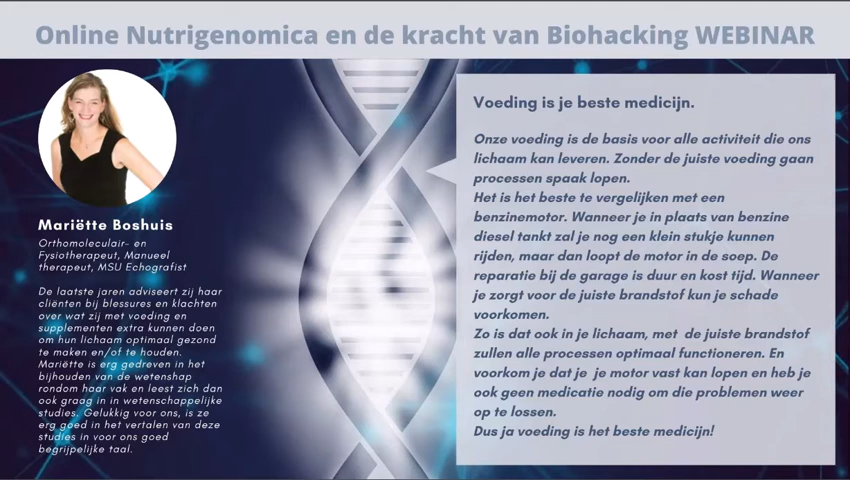 Online Nutrigenomica en de kracht van Biohacking WEBINAR
Mariëtte Boshuis
Orthomoleculair- en
Fysiotherapeut, Manueel
therapeut, MSU Echografist
De laatste jaren adviseert zij haar
cliënten bij blessures en klachten
over wat zij met voeding en
supplementen extra kunnen doen
om hun lichaam optimaal gezond
te maken en/of te houden.
Mariëtte is erg gedreven in het
bijhouden van de wetenshap
rondom haar vak en leest zich dan
ook graag in in wetenschappelijke
studies. Gelukkig voor ons, is ze
erg goed in het vertalen van deze
studies in voor ons goed
begrijpelijke taal.
Voeding is je beste medicijn.
Onze voeding is de basis voor alle activiteit die ons
lichaam kan leveren. Zonder de juiste voeding gaan
processen spaak lopen.
Het is het beste te vergelijken met een
benzinemotor. Wanneer je in plaats van benzine
diesel tankt zal je nog een klein stukje kunnen
rijden, maar dan loopt de motor in de soep. De
reparatie bij de garage is duur en kost tijd. Wanneer
je zorgt voor de juiste brandstof kun je schade
voorkomen.
Zo is dat ook in je lichaam, met de juiste brandstof
zullen alle processen optimaal functioneren. En
voorkom je dat je je motor vast kan lopen en heb je
ook geen medicatie nodig om die problemen weer
op te lossen.
Dus ja voeding is het beste medicijn!